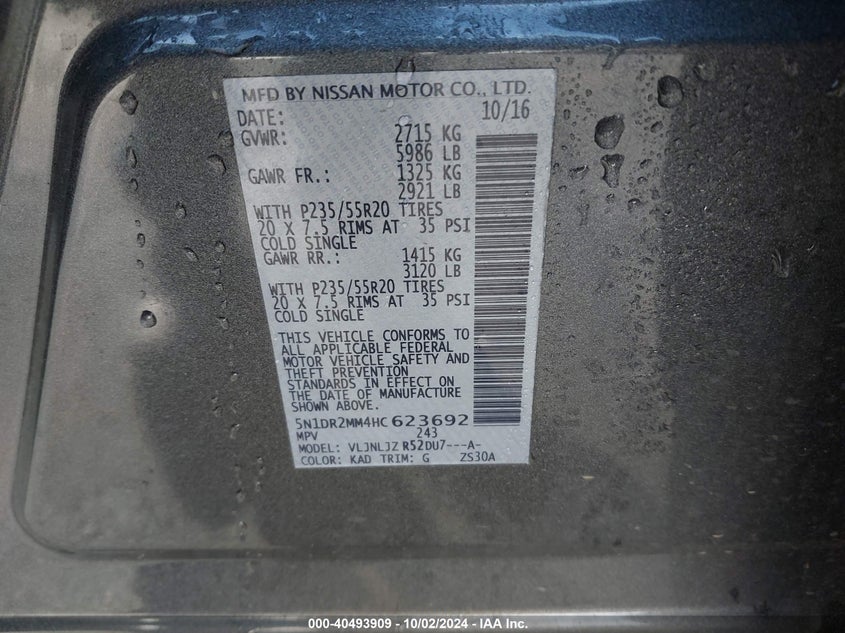 MFD BY NISSAN MOTOR CO., LTD.
DATE: 10/16
GVWR: 2715 KG
5986 LB
GAWR FR.: 1325 KG
2921 LB
WITH P235/55R20 TIRES
20 X 7.5 RIMS AT 35 PSI
COLD SINGLE
GAWR RR.: 1415 KG
3120 LB
WITH P235/55R20 TIRES
20 X 7.5 RIMS AT 35 PSI
COLD SINGLE
THIS VEHICLE CONFORMS TO
ALL APPLICABLE FEDERAL
MOTOR VEHICLE SAFETY AND
THEFT PREVENTION
STANDARDS IN EFFECT ON
THE DATE OF MANUFACTURE
SHOWN ABOVE.
5N1DR2MM4HC 623692
MPV 243
MODEL: VLJNLJZ R52DU7---A-
COLOR: KAD TRIM: G ZS30A
000-40493909 - 10/02/2024 - IAA Inc.